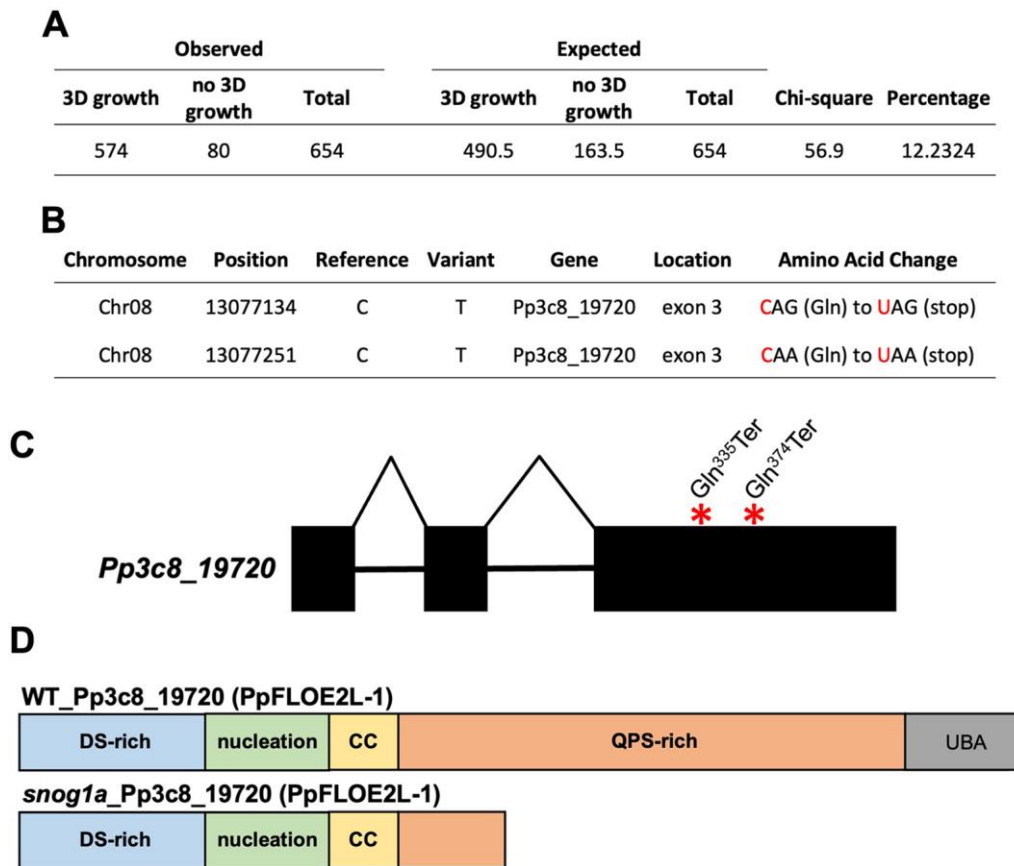 A
Observed Expected
3D growth no 3D growth Total 3D growth no 3D growth Total Chi-square Percentage
574 80 654 490.5 163.5 654 56.9 12.2324
B
Chromosome Position Reference Variant Gene Location Amino Acid Change
Chr08 13077134 C T Pp3c8_19720 exon 3 CAG (Gln) to UAG (stop)
Chr08 13077251 C T Pp3c8_19720 exon 3 CAA (Gln) to UAA (stop)
C
Gln335Ter Gln374Ter
* *
Pp3c8_19720
D
WT_Pp3c8_19720 (PpFLOE2L-1)
DS-rich nucleation CC QPS-rich UBA
snog1a_Pp3c8_19720 (PpFLOE2L-1)
DS-rich nucleation CC